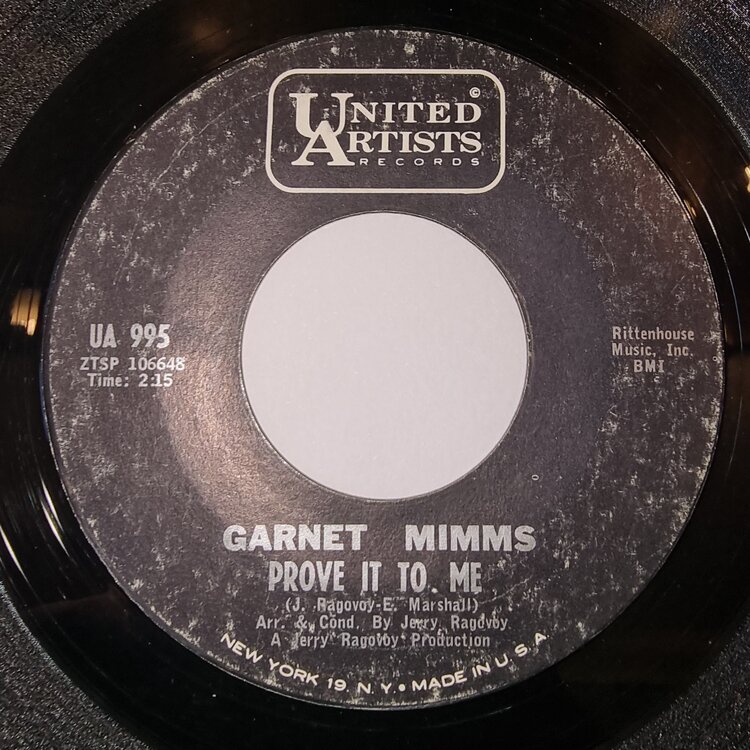 ©
UNITED
ARTISTS
RECORDS
UA 995
ZTSP 106648
Time: 2:15
Rittenhouse
Music, Inc.
BMI
GARNET MIMMS
PROVE IT TO ME
(J. Ragovoy-E. Marshall)
Arr. & Cond. By Jerry Ragovoy
A Jerry Ragovoy Production
NEW YORK 19, N. Y. • MADE IN U. S. A.